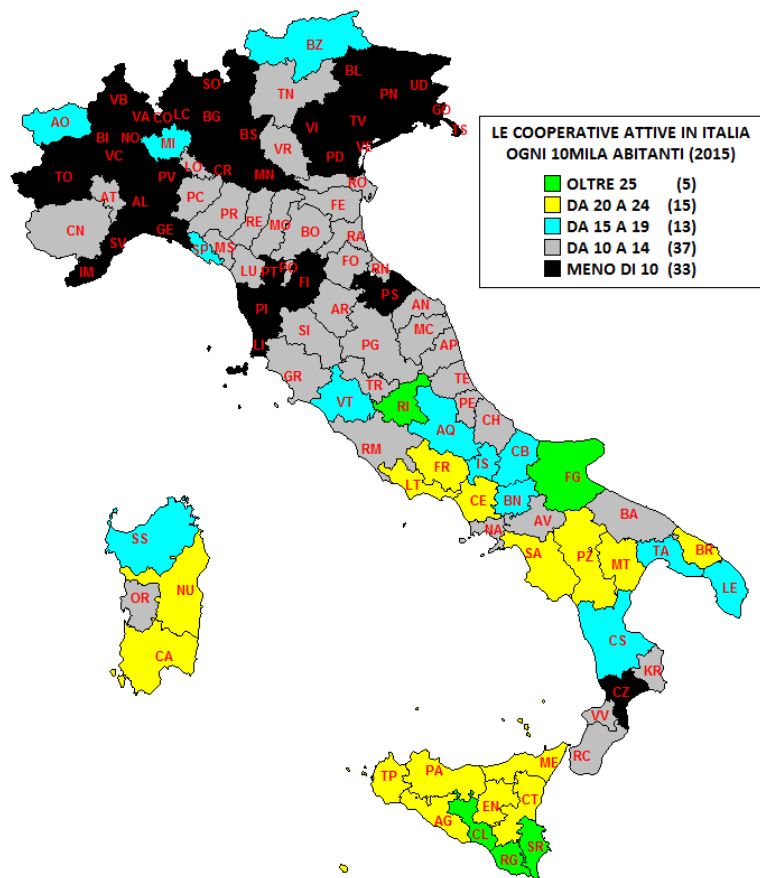 BZ
SO
BL
UD
VB
TN
PN
VA
CO
LC
BG
GO
AO
TV
BI
NO
MI
BS
VI
TS
VC
VR
VE
LO
PD
TO
PV
CR
MN
RO
AT
AL
PC
FE
CN
PR
RE
MO
BO
GE
RA
SV
SP
MS
FO
IM
LU
PT
PO
RN
FI
PS
PI
AR
AN
LI
SI
MC
PG
AP
GR
TR
TE
VT
RI
PE
CH
AQ
RM
CB
FR
IS
FG
LT
CE
BN
AV
BA
NA
SS
SA
PZ
MT
TA
BR
OR
NU
LE
CA
CS
KR
CZ
VV
RC
ME
TP
PA
EN
CT
AG
CL
SR
RG
LE COOPERATIVE ATTIVE IN ITALIA
OGNI 10MILA ABITANTI (2015)
OLTRE 25 (5)
DA 20 A 24 (15)
DA 15 A 19 (13)
DA 10 A 14 (37)
MENO DI 10 (33)